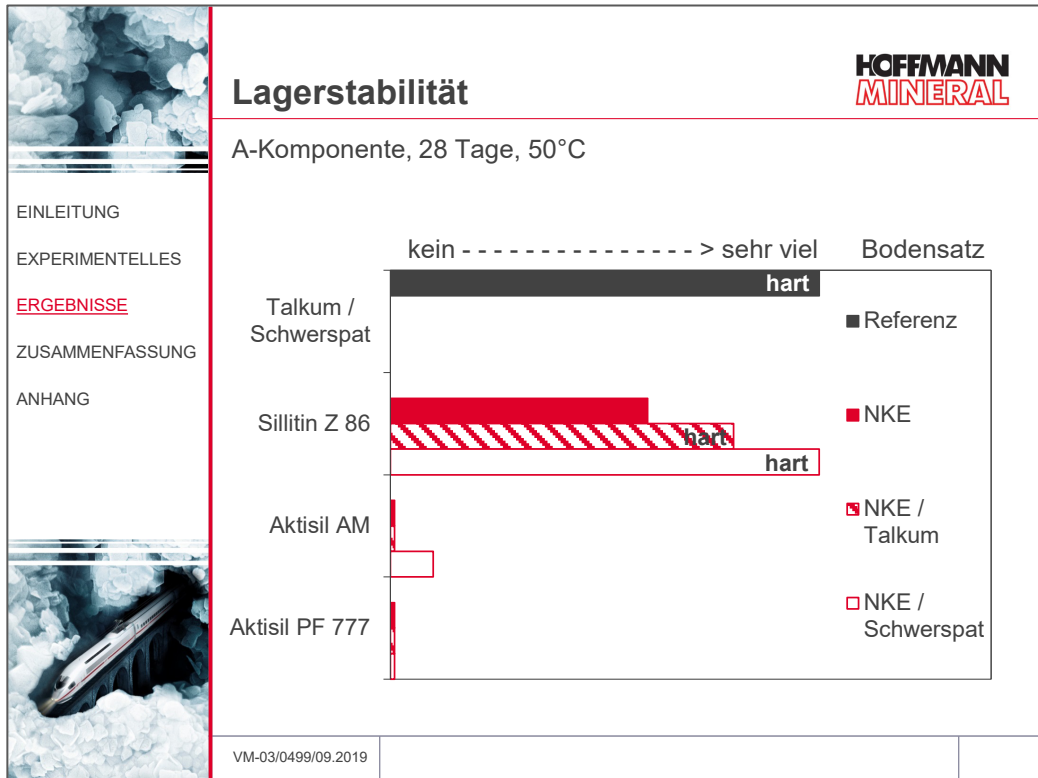 Lagerstabilität
HOFFMANN
MINERAL
A-Komponente, 28 Tage, 50°C
EINLEITUNG
EXPERIMENTELLES
ERGEBNISSE
ZUSAMMENFASSUNG
ANHANG
kein - - - - - - - - - - - - - - - > sehr viel Bodensatz
hart
Talkum /
Schwerspat
Referenz
Sillitin Z 86
hart
hart
NKE
Aktisil AM
NKE /
Talkum
Aktisil PF 777
NKE /
Schwerspat
VM-03/0499/09.2019